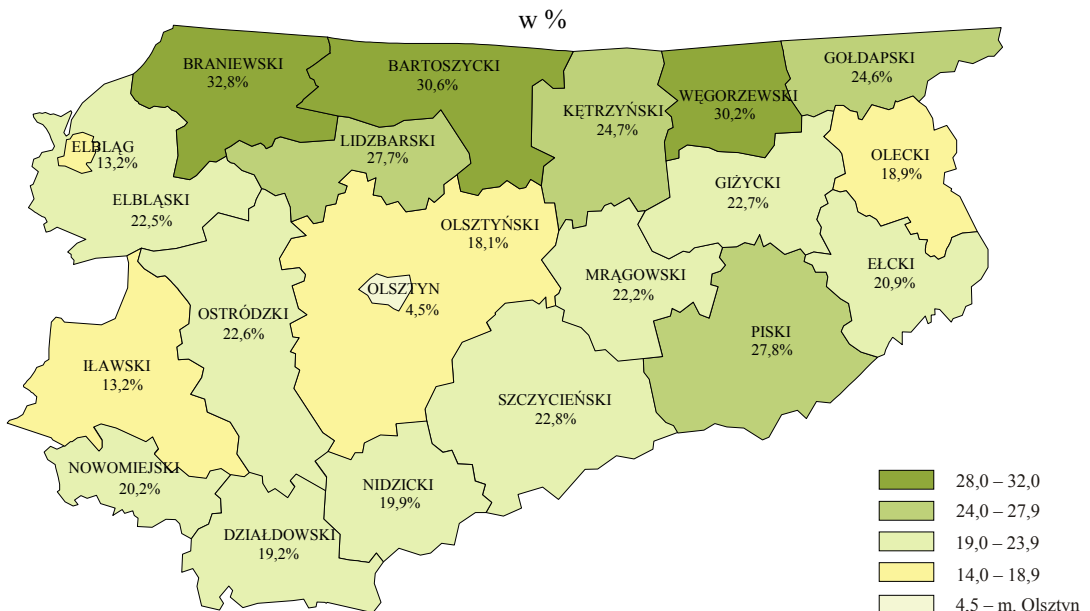 w %
BRANIEWSKI
32,8%
BARTOSZYCKI
30,6%
GOŁDAPSKI
24,6%
KĘTRZYŃSKI
24,7%
WĘGORZEWSKI
30,2%
ELBLĄG
13,2%
LIDZBARSKI
27,7%
OLECKI
18,9%
ELBLĄSKI
22,5%
GIŻYCKI
22,7%
OLSZTYŃSKI
18,1%
MRĄGOWSKI
22,2%
EŁCKI
20,9%
OLSZTYN
4,5%
OSTRÓDZKI
22,6%
PISKI
27,8%
IŁAWSKI
13,2%
SZCZYCIEŃSKI
22,8%
NOWOMIEJSKI
20,2%
NIDZICKI
19,9%
DZIAŁDOWSKI
19,2%
28,0 – 32,0
24,0 – 27,9
19,0 – 23,9
14,0 – 18,9
4,5 – m. Olsztyn